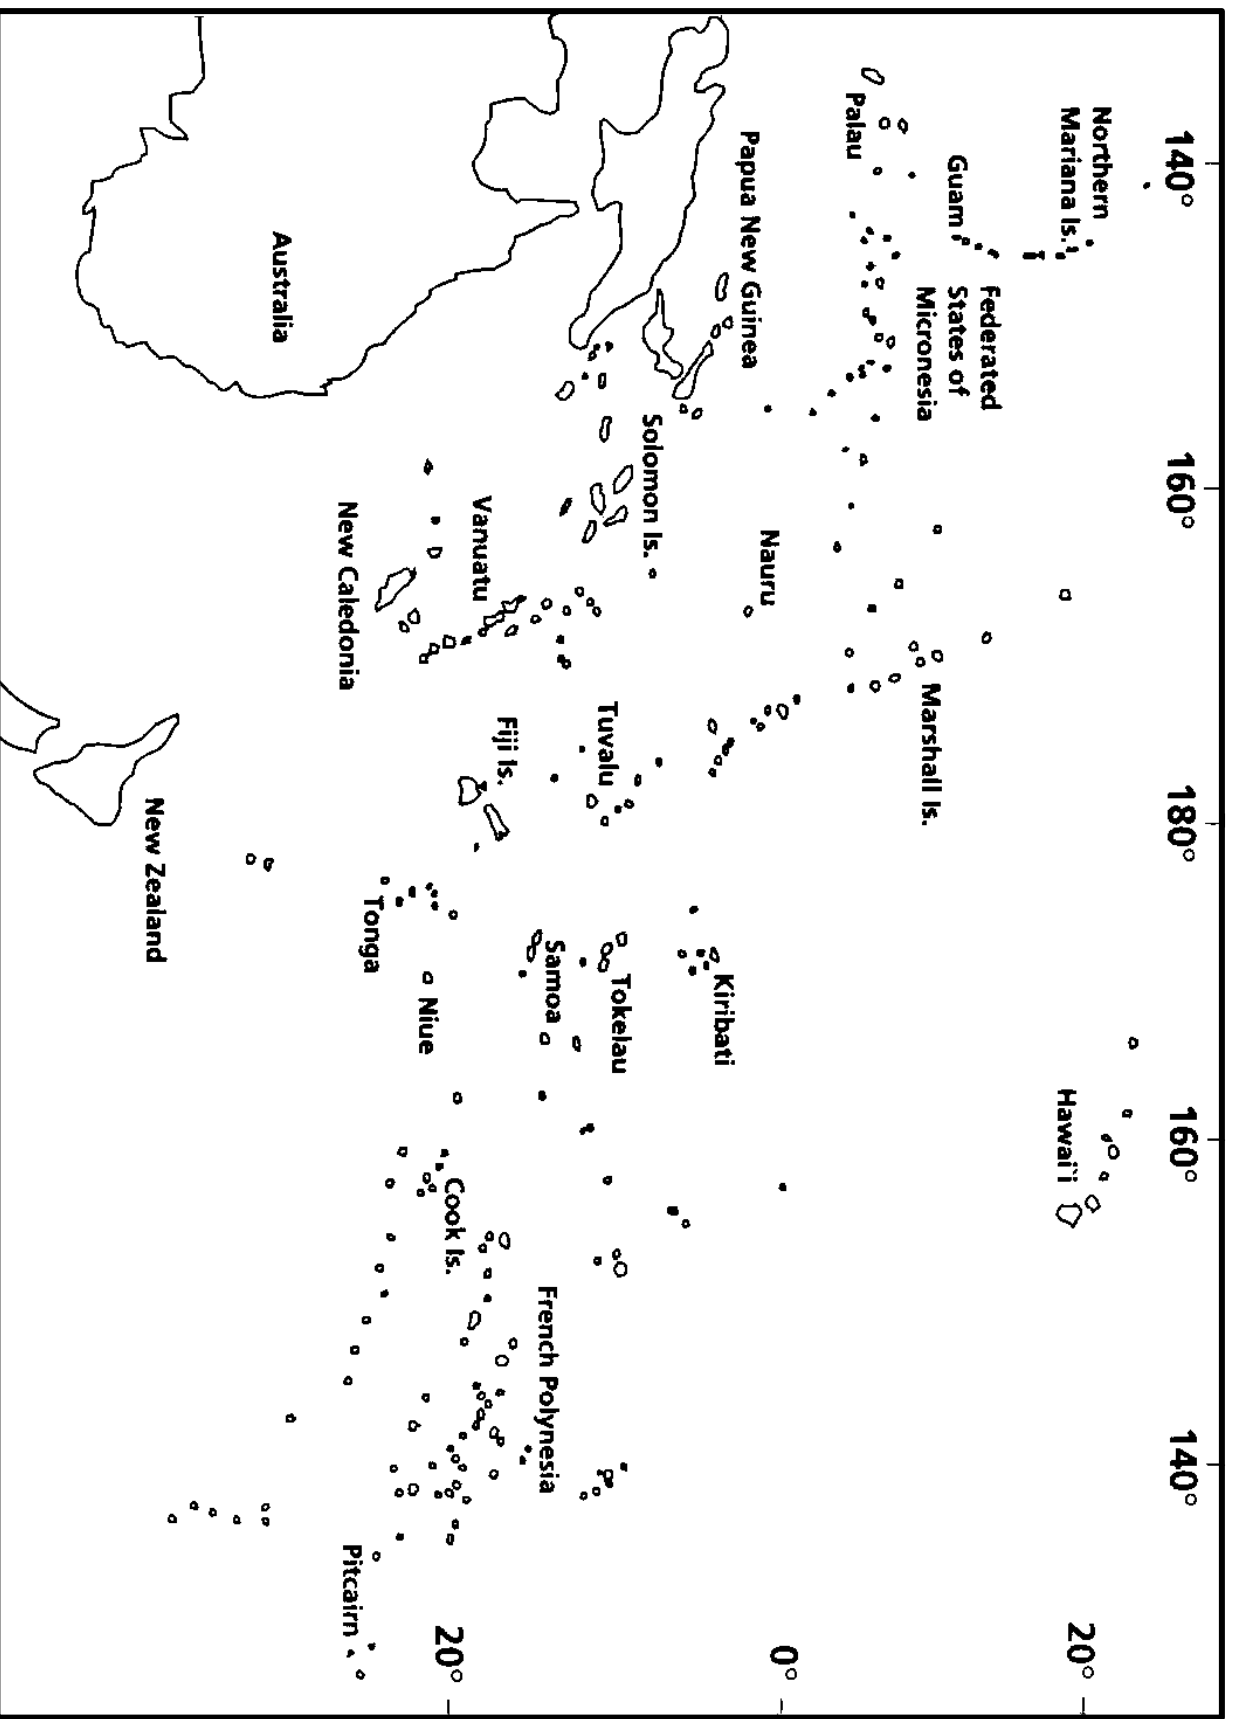 140°
160°
180°
160°
140°
Northern
Mariana Is.
Guam
Palau
Federated
States of
Micronesia
Hawai`i
20°
Marshall Is.
Papua New Guinea
Nauru
Kiribati
0°
Solomon Is.
Tuvalu
Tokelau
Samoa
French Polynesia
Australia
Vanuatu
Fiji Is.
Cook Is.
20°
New Caledonia
Tonga
Niue
Pitcairn
New Zealand